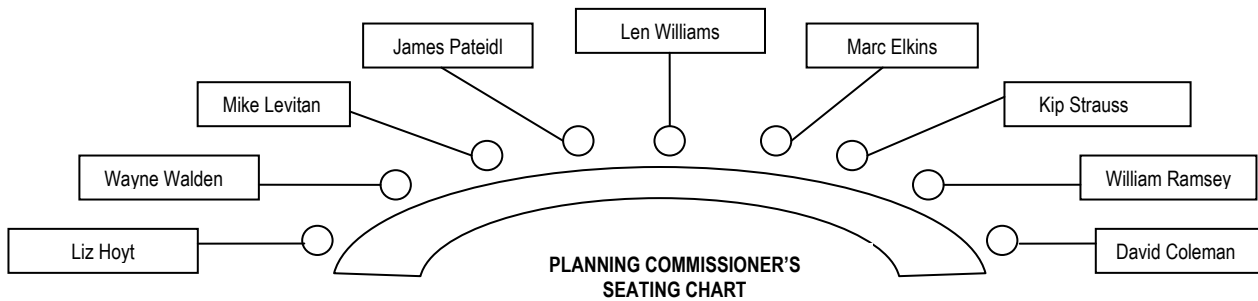 Len Williams
James Pateidl
Marc Elkins
Mike Levitan
Kip Strauss
Wayne Walden
William Ramsey
Liz Hoyt
David Coleman
PLANNING COMMISSIONER'S
SEATING CHART